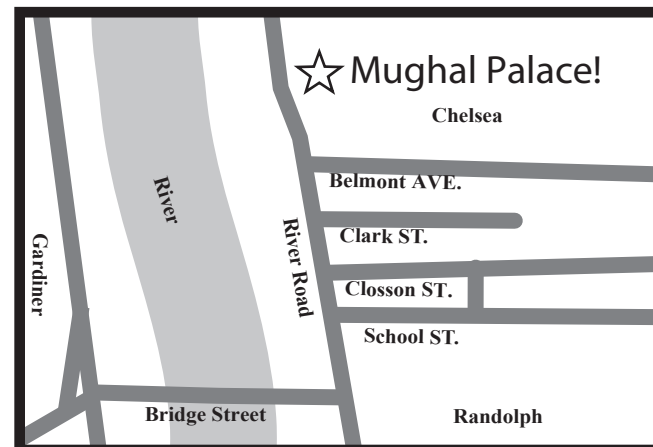 Mughal Palace!
Chelsea
Belmont AVE.
River
Clark ST.
River Road
Gardiner
Closson ST.
School ST.
Bridge Street
Randolph